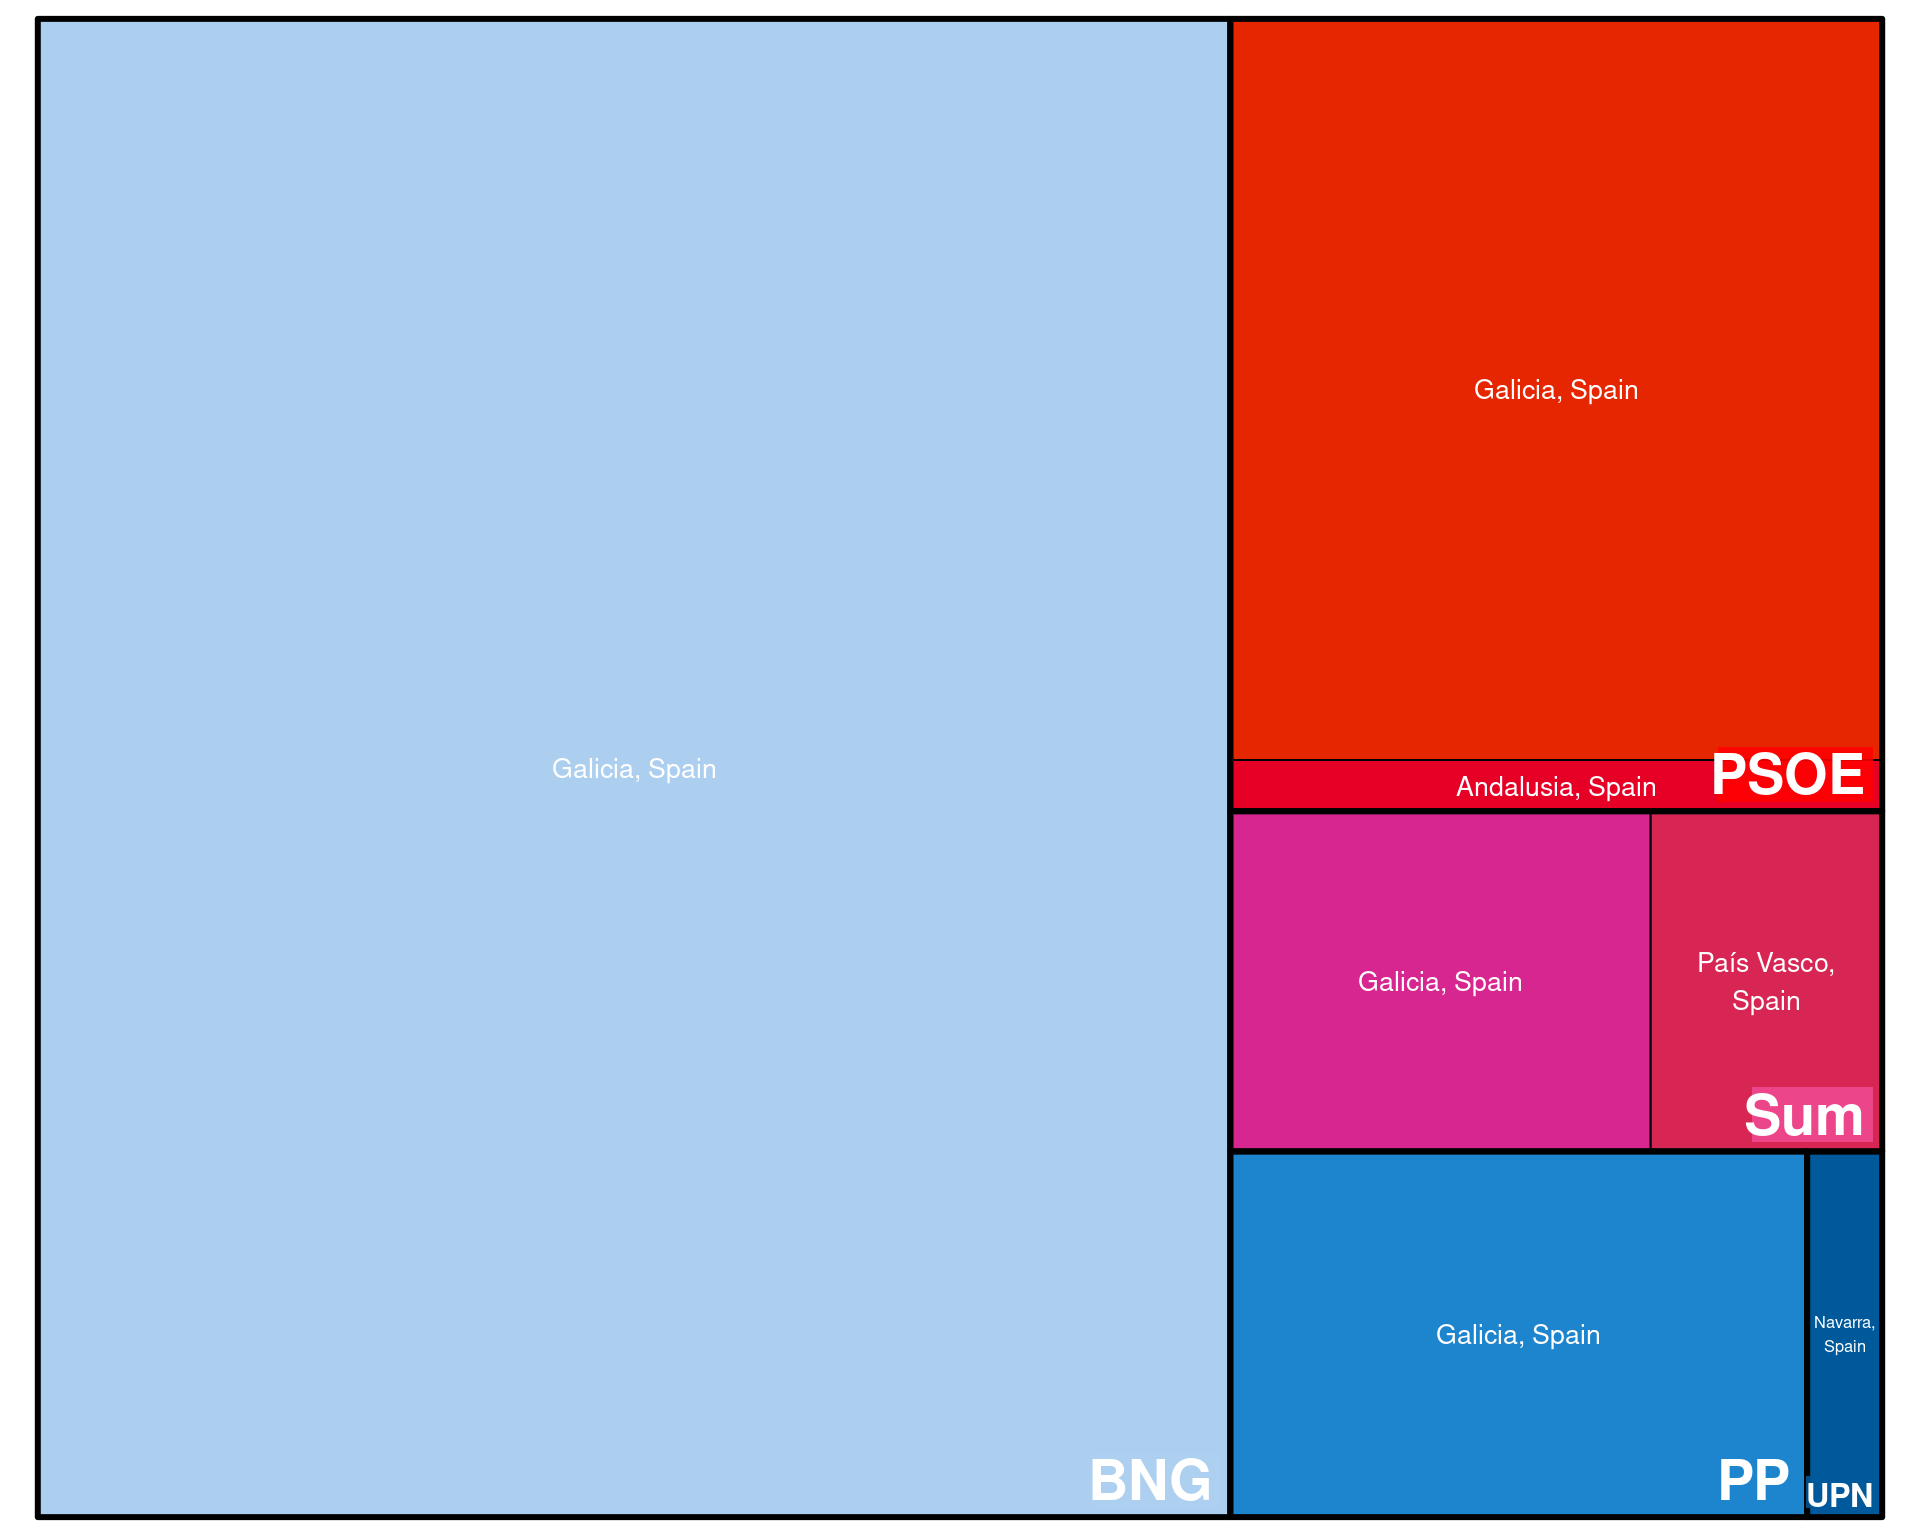 Galicia, Spain
BNG
Galicia, Spain
Andalusia, Spain
PSOE
Galicia, Spain
País Vasco,
Spain
Sum
Galicia, Spain
PP
Navarra,
Spain
UPN